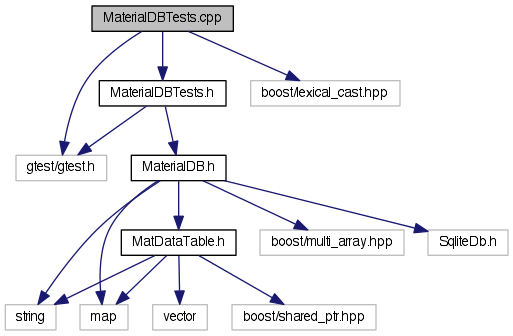 MaterialDBTests.cpp
MaterialDBTests.h
boost/lexical_cast.hpp
gtest/gtest.h
MaterialDB.h
MatDataTable.h
boost/multi_array.hpp
SqliteDb.h
string
map
vector
boost/shared_ptr.hpp